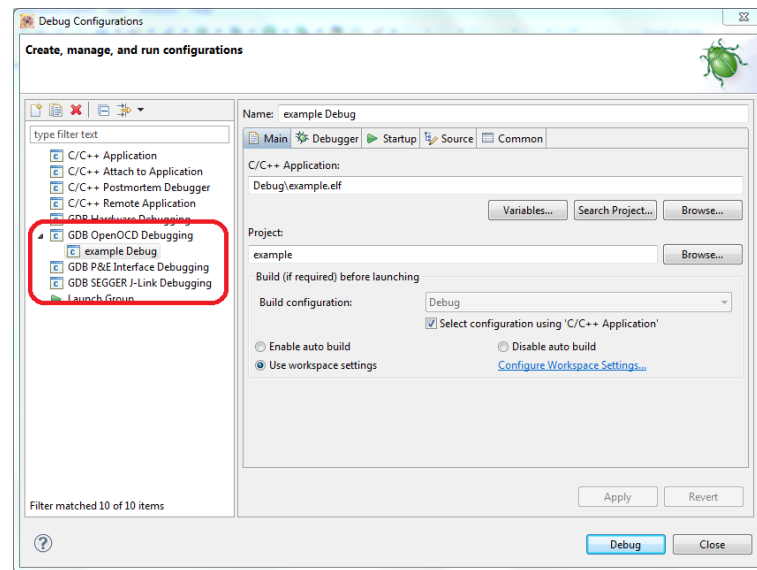 Debug Configurations
Create, manage, and run configurations
type filter text
C/C++ Application
C/C++ Attach to Application
C/C++ Postmortem Debugger
C/C++ Remote Application
GDB Hardware Debugging
GDB OpenOCD Debugging
example Debug
GDB P&E Interface Debugging
GDB SEGGER J-Link Debugging
Launch Group
Filter matched 10 of 10 items
Name: example Debug
Main Debugger Startup Source Common
C/C++ Application:
Debug\example.elf
Variables... Search Project... Browse...
Project:
example Browse...
Build (if required) before launching
Build configuration: Debug
Select configuration using 'C/C++ Application'
Enable auto build Disable auto build
Use workspace settings Configure Workspace Settings...
Apply Revert
? Debug Close